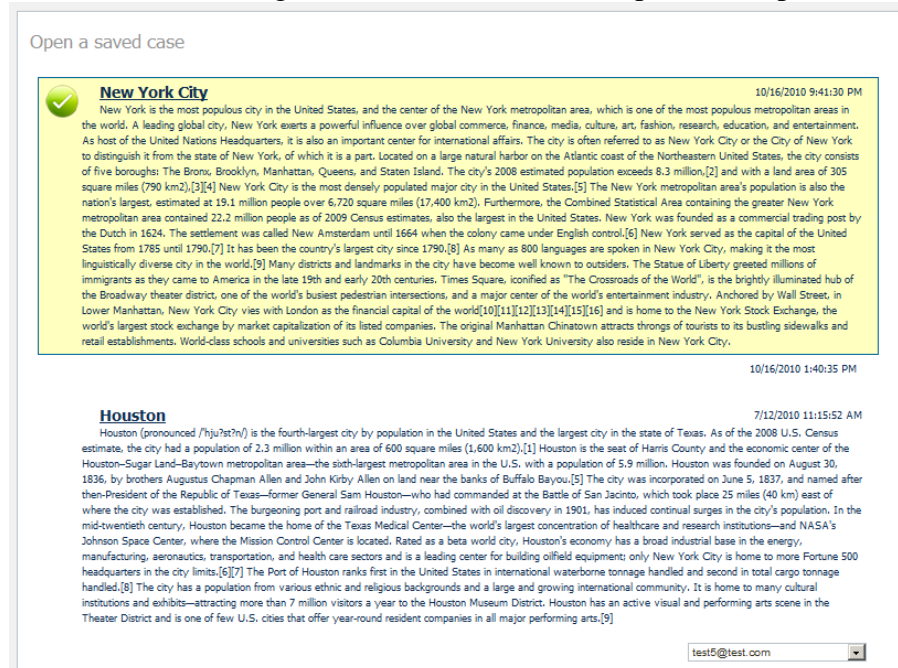 Open a saved case
New York City
10/16/2010 9:41:30 PM
New York is the most populous city in the United States, and the center of the New York metropolitan area, which is one of the most populous metropolitan areas in
the world. A leading global city, New York exerts a powerful influence over global commerce, finance, media, culture, art, fashion, research, education, and entertainment.
As host of the United Nations Headquarters, it is also an important center for international affairs. The city is often referred to as New York City or the City of New York
to distinguish it from the state of New York, of which it is a part. Located on a large natural harbor on the Atlantic coast of the Northeastern United States, the city consists
of five boroughs: The Bronx, Brooklyn, Manhattan, Queens, and Staten Island. The city's 2008 estimated population exceeds 8.3 million,[2] and with a land area of 305
square miles (790 km2),[3][4] New York City is the most densely populated major city in the United States.[5] The New York metropolitan area's population is also the
nation's largest, estimated at 19.1 million people over 6,720 square miles (17,400 km2). Furthermore, the Combined Statistical Area containing the greater New York
metropolitan area contained 22.2 million people as of 2009 Census estimates, also the largest in the United States. New York was founded as a commercial trading post by
the Dutch in 1624. The settlement was called New Amsterdam until 1664 when the colony came under English control.[6] New York served as the capital of the United
States from 1785 until 1790.[7] It has been the country's largest city since 1790.[8] As many as 800 languages are spoken in New York City, making it the most
linguistically diverse city in the world.[9] Many districts and landmarks in the city have become well known to outsiders. The Statue of Liberty greeted millions of
immigrants as they came to America in the late 19th and early 20th centuries. Times Square, iconified as "The Crossroads of the World", is the brightly illuminated hub of
the Broadway theater district, one of the world's busiest pedestrian intersections, and a major center of the world's entertainment industry. Anchored by Wall Street, in
Lower Manhattan, New York City vies with London as the financial capital of the world[10][11][12][13][14][15][16] and is home to the New York Stock Exchange, the
world's largest stock exchange by market capitalization of its listed companies. The original Manhattan Chinatown attracts throngs of tourists to its bustling sidewalks and
retail establishments. World-class schools and universities such as Columbia University and New York University also reside in New York City.
10/16/2010 1:40:35 PM
Houston
7/12/2010 11:15:52 AM
Houston (pronounced /'hju?st?n/) is the fourth-largest city by population in the United States and the largest city in the state of Texas. As of the 2008 U.S. Census
estimate, the city had a population of 2.3 million within an area of 600 square miles (1,600 km2).[1] Houston is the seat of Harris County and the economic center of the
Houston–Sugar Land–Baytown metropolitan area—the sixth-largest metropolitan area in the U.S. with a population of 5.9 million. Houston was founded on August 30,
1836, by brothers Augustus Chapman Allen and John Kirby Allen on land near the banks of Buffalo Bayou.[5] The city was incorporated on June 5, 1837, and named after
then-President of the Republic of Texas—former General Sam Houston—who had commanded at the Battle of San Jacinto, which took place 25 miles (40 km) east of
where the city was established. The burgeoning port and railroad industry, combined with oil discovery in 1901, has induced continual surges in the city's population. In the
mid-twentieth century, Houston became the home of the Texas Medical Center—the world's largest concentration of healthcare and research institutions—and NASA's
Johnson Space Center, where the Mission Control Center is located. Rated as a beta world city, Houston's economy has a broad industrial base in the energy,
manufacturing, aeronautics, transportation, and health care sectors and is a leading center for building oilfield equipment; only New York City is home to more Fortune 500
headquarters in the city limits.[6][7] The Port of Houston ranks first in the United States in international waterborne tonnage handled and second in total cargo tonnage
handled.[8] The city has a population from various ethnic and religious backgrounds and a large and growing international community. It is home to many cultural
institutions and exhibits—attracting more than 7 million visitors a year to the Houston Museum District. Houston has an active visual and performing arts scene in the
Theater District and is one of few U.S. cities that offer year-round resident companies in all major performing arts.[9]
test5@test.com